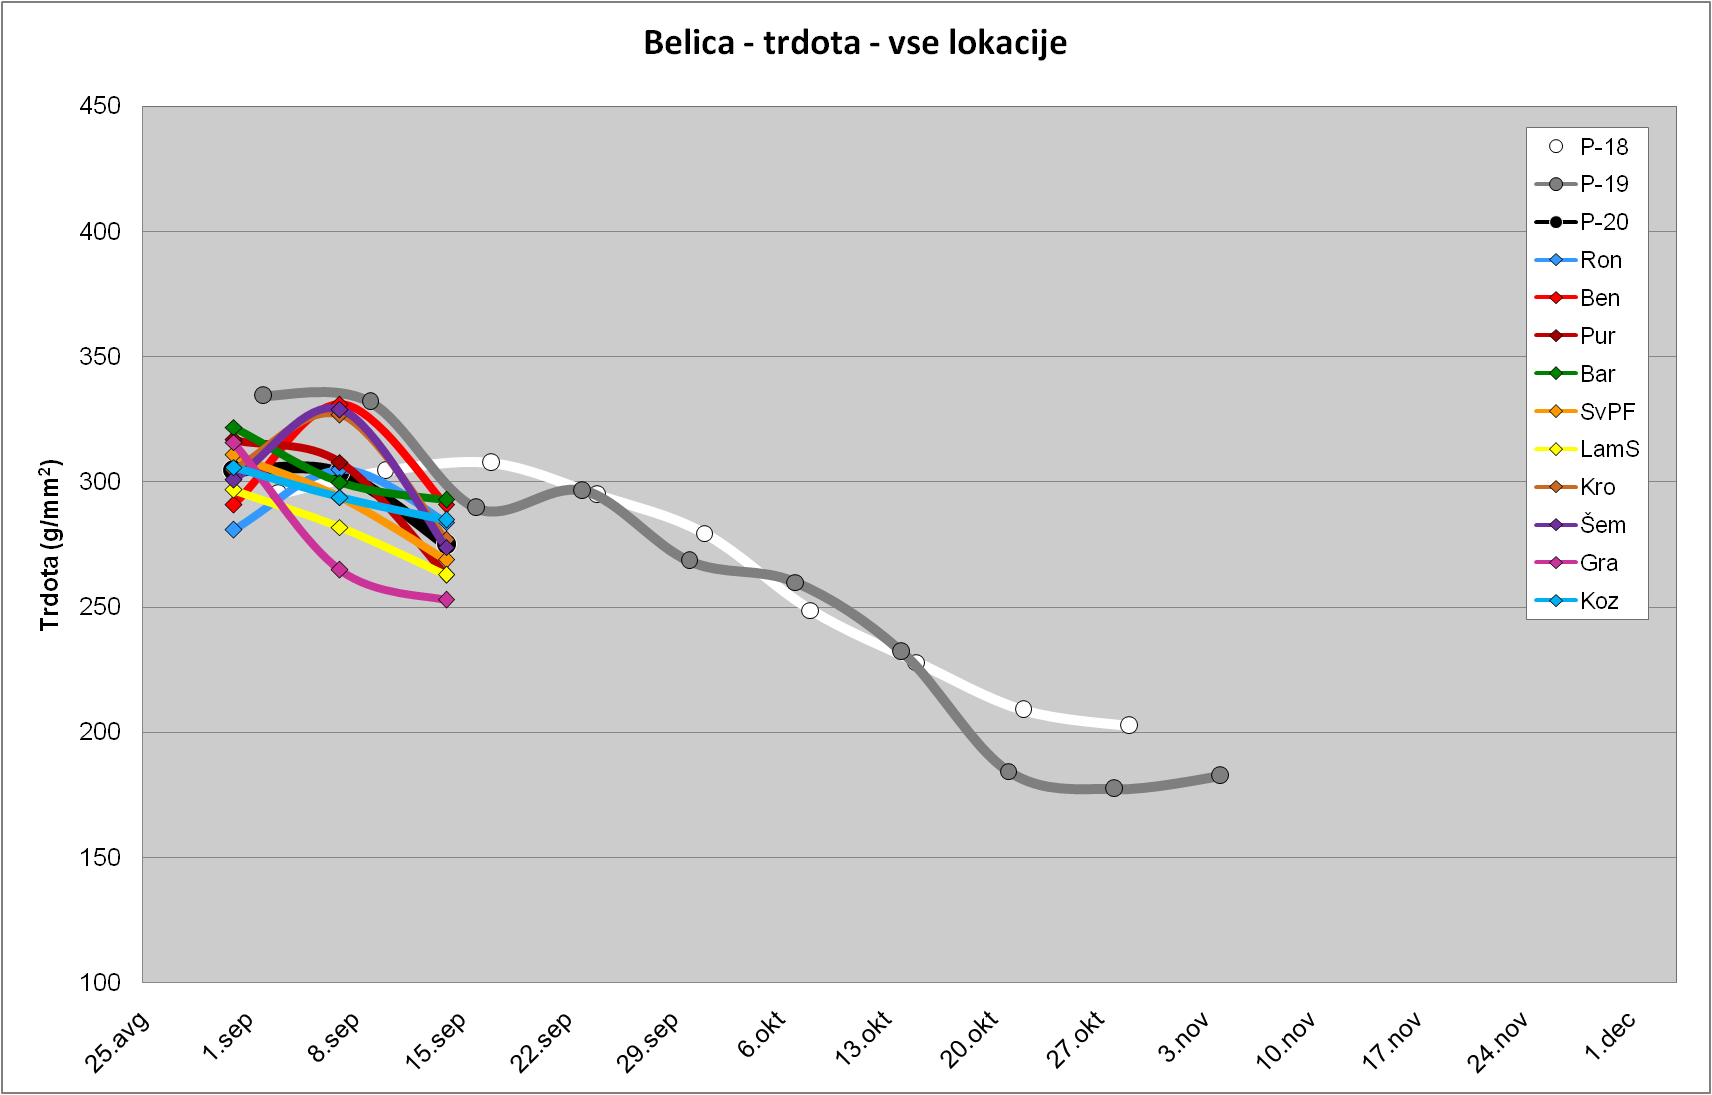 Belica - trdota - vse lokacije
Trdota (g/mm²)
450
400
350
300
250
200
150
100
25.avg
1.sep
8.sep
15.sep
22.sep
29.sep
6.okt
13.okt
20.okt
27.okt
3.nov
10.nov
17.nov
24.nov
1.dec
P-18
P-19
P-20
Ron
Ben
Pur
Bar
SvPF
LamS
Kro
Šem
Gra
Koz